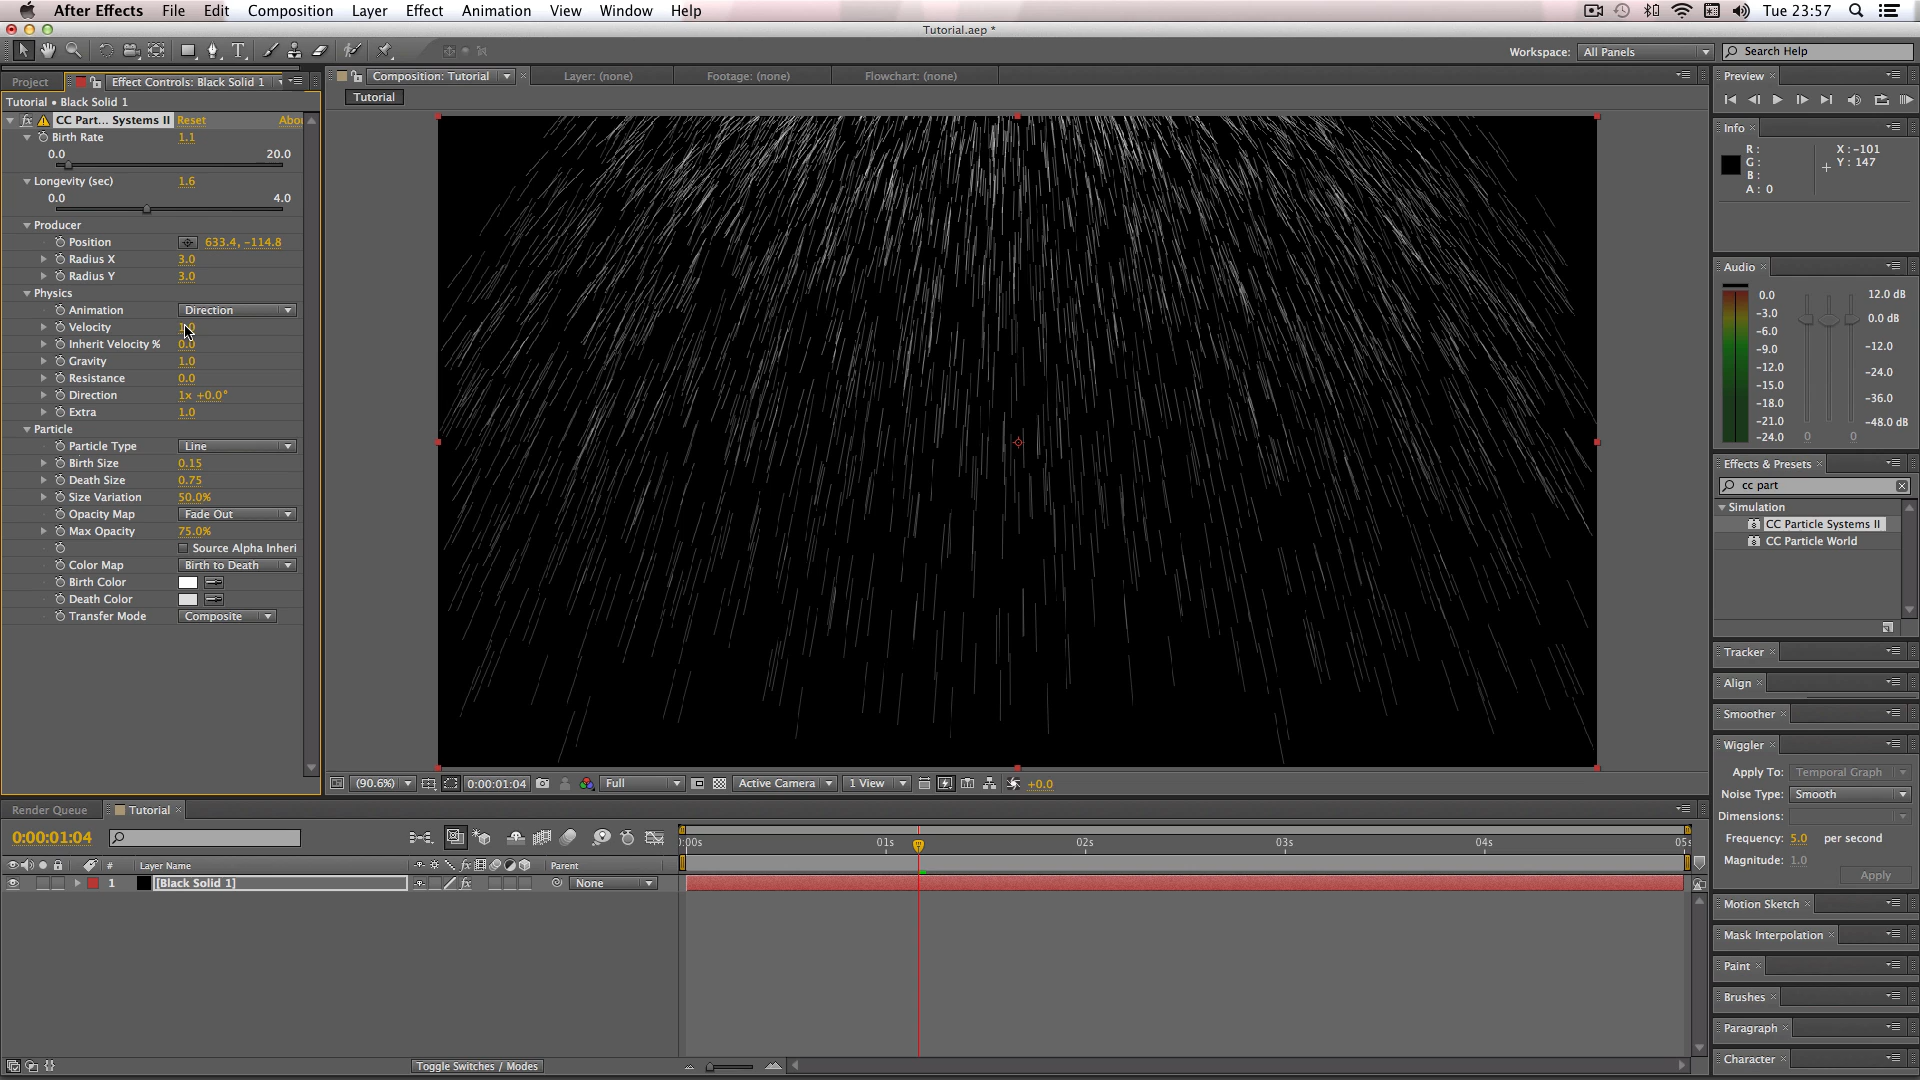 After Effects File Edit Composition Layer Effect Animation View Window Help Tue 23:57
Tutorial.aep *
Workspace: All Panels Search Help
Project Effect Controls: Black Solid 1 Composition: Tutorial Layer: (none) Footage: (none) Flowchart: (none) Preview
Tutorial • Black Solid 1
Tutorial
fx CC Part... Systems II Reset Abou
Birth Rate 1.1
0.0 20.0
Longevity (sec) 1.6
0.0 4.0
Producer
Position 633.4, -114.8
Radius X 3.0
Radius Y 3.0
Physics
Animation Direction
Velocity
Inherit Velocity % 0.0
Gravity 1.0
Resistance 0.0
Direction 1x +0.0°
Extra 1.0
Particle
Particle Type Line
Birth Size 0.15
Death Size 0.75
Size Variation 50.0%
Opacity Map Fade Out
Max Opacity 75.0%
Source Alpha Inheri
Color Map Birth to Death
Birth Color
Death Color
Transfer Mode Composite
Info
R: X: -101
G: Y: 147
B:
A: 0
Audio
0.0 12.0 dB
-3.0 0.0 dB
-6.0
-9.0 -12.0
-12.0 -24.0
-15.0
-18.0 -36.0
-21.0 -48.0 dB
-24.0 0 0
Effects & Presets
cc part
Simulation
CC Particle Systems II
CC Particle World
Tracker
Align
Smoother
Wiggler
Apply To: Temporal Graph
Noise Type: Smooth
Dimensions:
Frequency: 5.0 per second
Magnitude: 1.0
Apply
Motion Sketch
Mask Interpolation
Paint
Brushes
Paragraph
Character
(90.6%) 0:00:01:04 Full Active Camera 1 View +0.0
Render Queue Tutorial
0:00:01:04
):00s 01s 02s 03s 04s 05s
# Layer Name fx Parent
1 [Black Solid 1] fx None
Toggle Switches / Modes